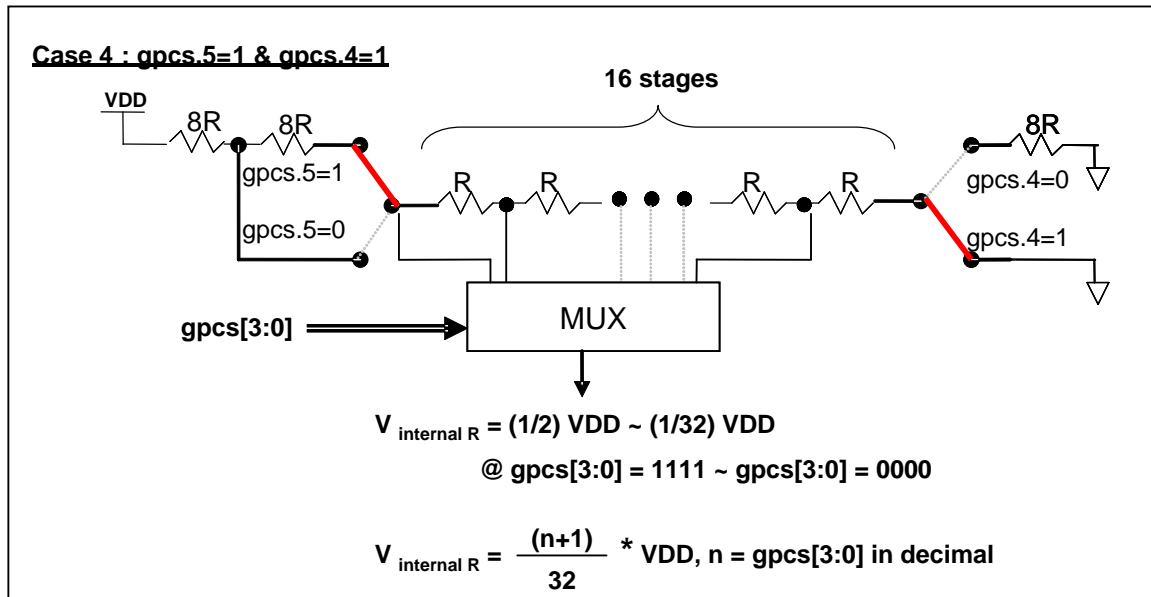 Case 4 : gpcs.5=1 & gpcs.4=1
16 stages
VDD
8R 8R 8R
gpcs.5=1
R R R R
gpcs.4=0
gpcs.5=0
gpcs.4=1
MUX
gpcs[3:0]
V internal R = (1/2) VDD ~ (1/32) VDD
@ gpcs[3:0] = 1111 ~ gpcs[3:0] = 0000
V internal R = (n+1) / 32 * VDD, n = gpcs[3:0] in decimal